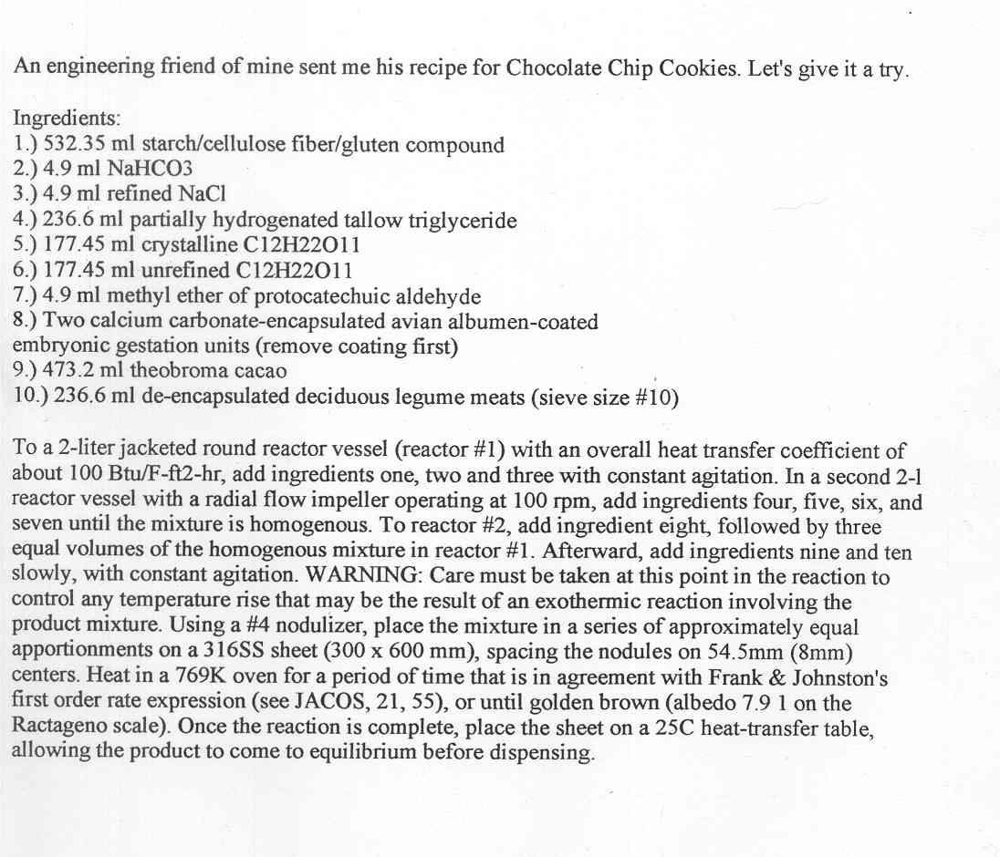 An engineering friend of mine sent me his recipe for Chocolate Chip Cookies. Let's give it a try.
Ingredients:
1.) 532.35 ml starch/cellulose fiber/gluten compound
2.) 4.9 ml NaHCO3
3.) 4.9 ml refined NaCl
4.) 236.6 ml partially hydrogenated tallow triglyceride
5.) 177.45 ml crystalline C12H22O11
6.) 177.45 ml unrefined C12H22O11
7.) 4.9 ml methyl ether of protocatechuic aldehyde
8.) Two calcium carbonate-encapsulated avian albumen-coated
embryonic gestation units (remove coating first)
9.) 473.2 ml theobroma cacao
10.) 236.6 ml de-encapsulated deciduous legume meats (sieve size #10)
To a 2-liter jacketed round reactor vessel (reactor #1) with an overall heat transfer coefficient of
about 100 Btu/F-ft2-hr, add ingredients one, two and three with constant agitation. In a second 2-l
reactor vessel with a radial flow impeller operating at 100 rpm, add ingredients four, five, six, and
seven until the mixture is homogenous. To reactor #2, add ingredient eight, followed by three
equal volumes of the homogenous mixture in reactor #1. Afterward, add ingredients nine and ten
slowly, with constant agitation. WARNING: Care must be taken at this point in the reaction to
control any temperature rise that may be the result of an exothermic reaction involving the
product mixture. Using a #4 nodulizer, place the mixture in a series of approximately equal
apportionments on a 316SS sheet (300 x 600 mm), spacing the nodules on 54.5mm (8mm)
centers. Heat in a 769K oven for a period of time that is in agreement with Frank & Johnston's
first order rate expression (see JACOS, 21, 55), or until golden brown (albedo 7.9 1 on the
Ractageno scale). Once the reaction is complete, place the sheet on a 25C heat-transfer table,
allowing the product to come to equilibrium before dispensing.